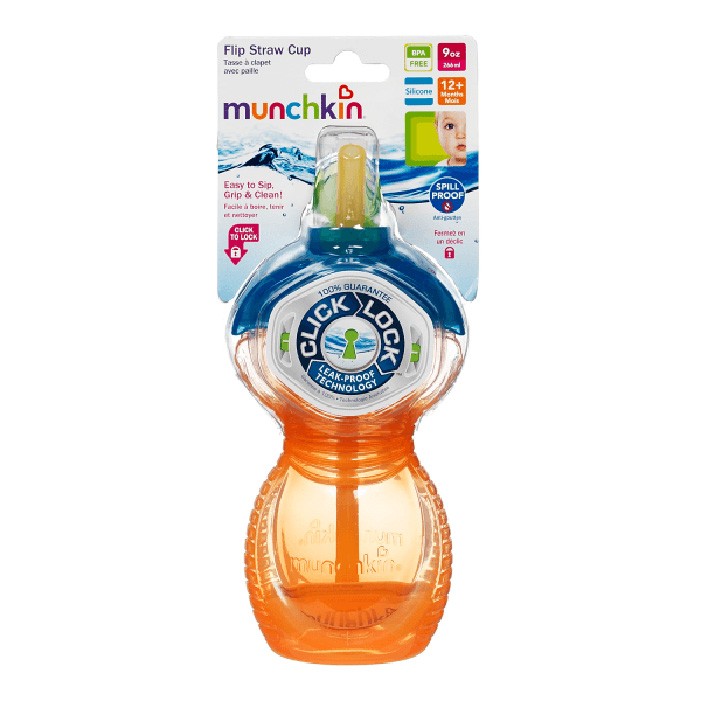 Flip Straw Cup
Tasse à clapet
avec paille
munchkin
BPA
FREE
9oz
266 ml
Silicone
12+
Months
Mois
Easy to Sip,
Grip & Clean!
Facile à boire, tenir
et nettoyer
CLICK
TO LOCK
SPILL
PROOF
Fermez en
un déclic
100% GUARANTEE
CLICK LOCK
LEAK-PROOF
TECHNOLOGY
munchkin